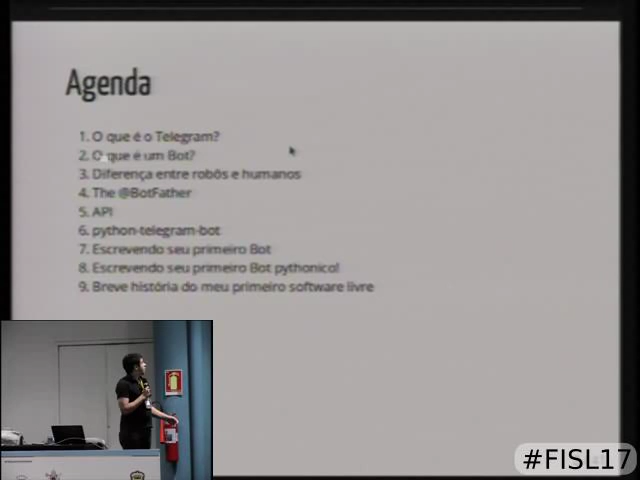 Agenda
1. O que é o Telegram?
2. O que é um Bot?
3. Diferença entre robôs e humanos
4. The @BotFather
5. API
6. python-telegram-bot
7. Escrevendo seu primeiro Bot
8. Escrevendo seu primeiro Bot pythonico!
9. Breve história do meu primeiro software livre
#FISL17